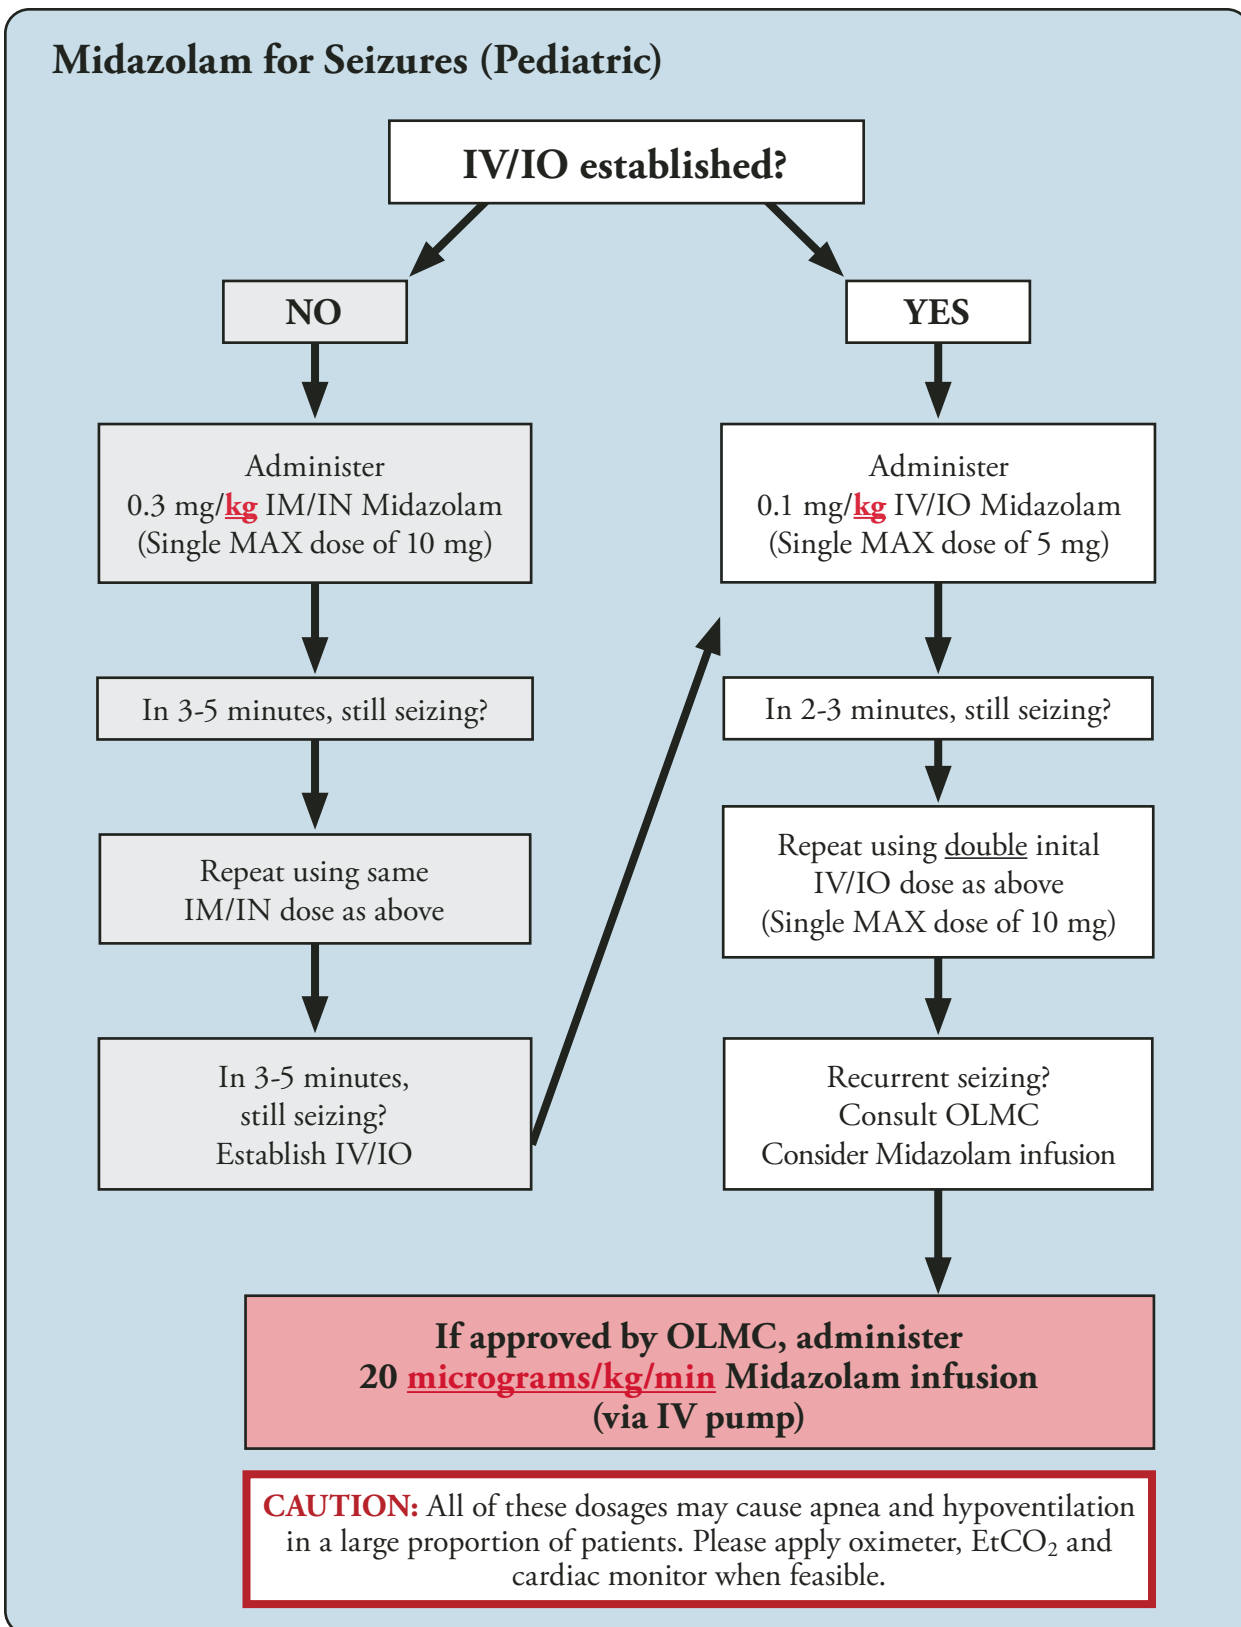 Midazolam for Seizures (Pediatric)
IV/IO established?
NO
Administer
0.3 mg/kg IM/IN Midazolam
(Single MAX dose of 10 mg)
In 3-5 minutes, still seizing?
Repeat using same
IM/IN dose as above
In 3-5 minutes,
still seizing?
Establish IV/IO
YES
Administer
0.1 mg/kg IV/IO Midazolam
(Single MAX dose of 5 mg)
In 2-3 minutes, still seizing?
Repeat using double inital
IV/IO dose as above
(Single MAX dose of 10 mg)
Recurrent seizing?
Consult OLMC
Consider Midazolam infusion
If approved by OLMC, administer
20 micrograms/kg/min Midazolam infusion
(via IV pump)
CAUTION: All of these dosages may cause apnea and hypoventilation
in a large proportion of patients. Please apply oximeter, EtCO₂ and
cardiac monitor when feasible.